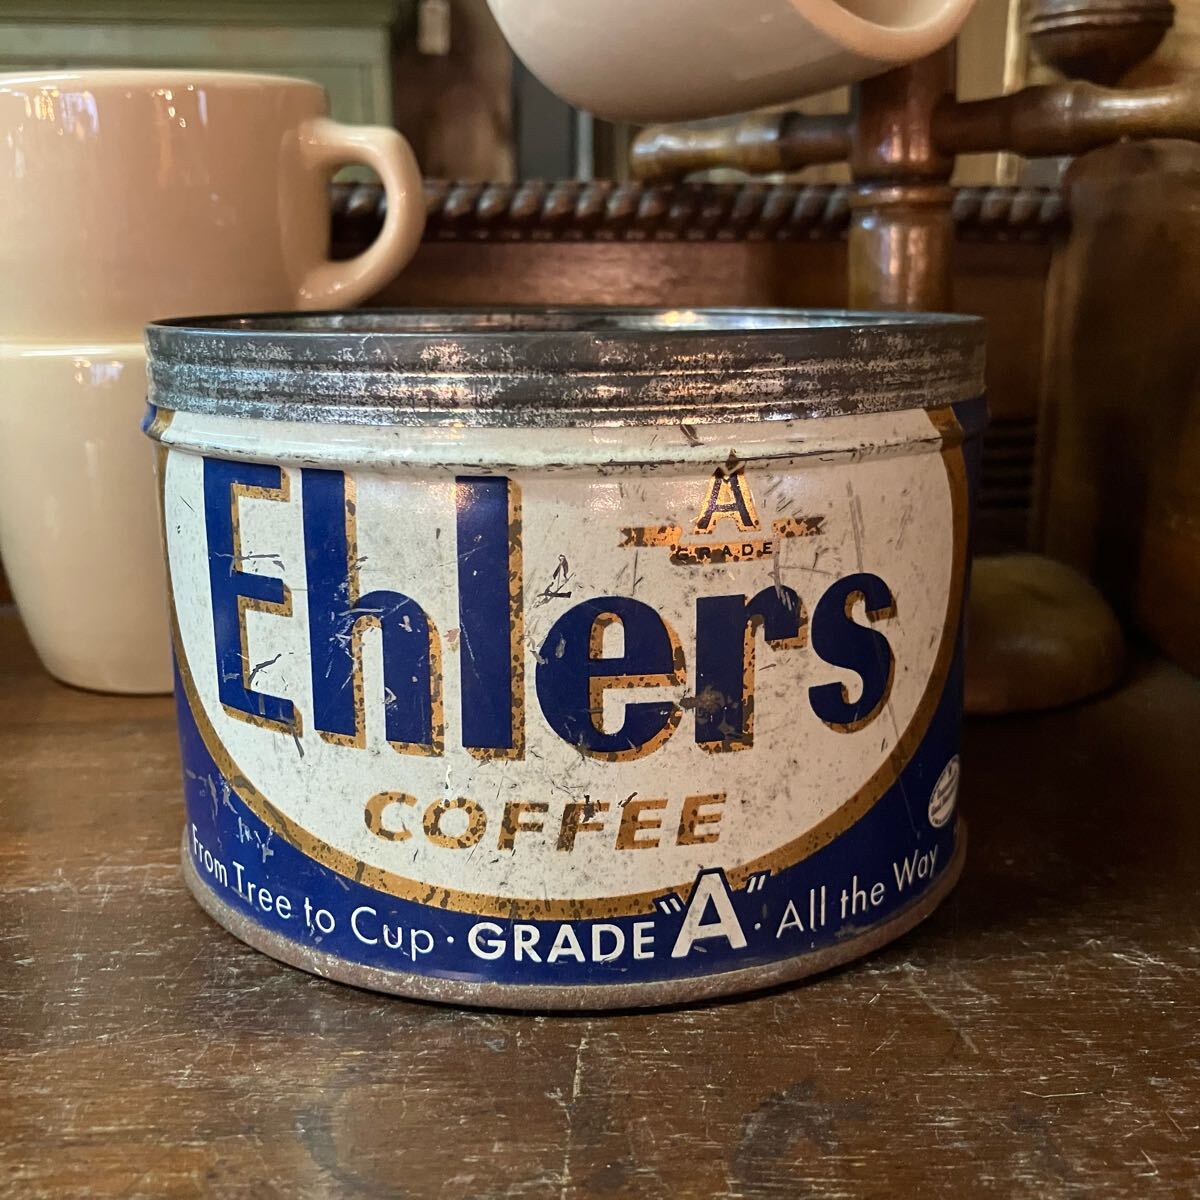 A
GRADE
Ehlers
COFFEE
From Tree to Cup · GRADE "A" · All the Way